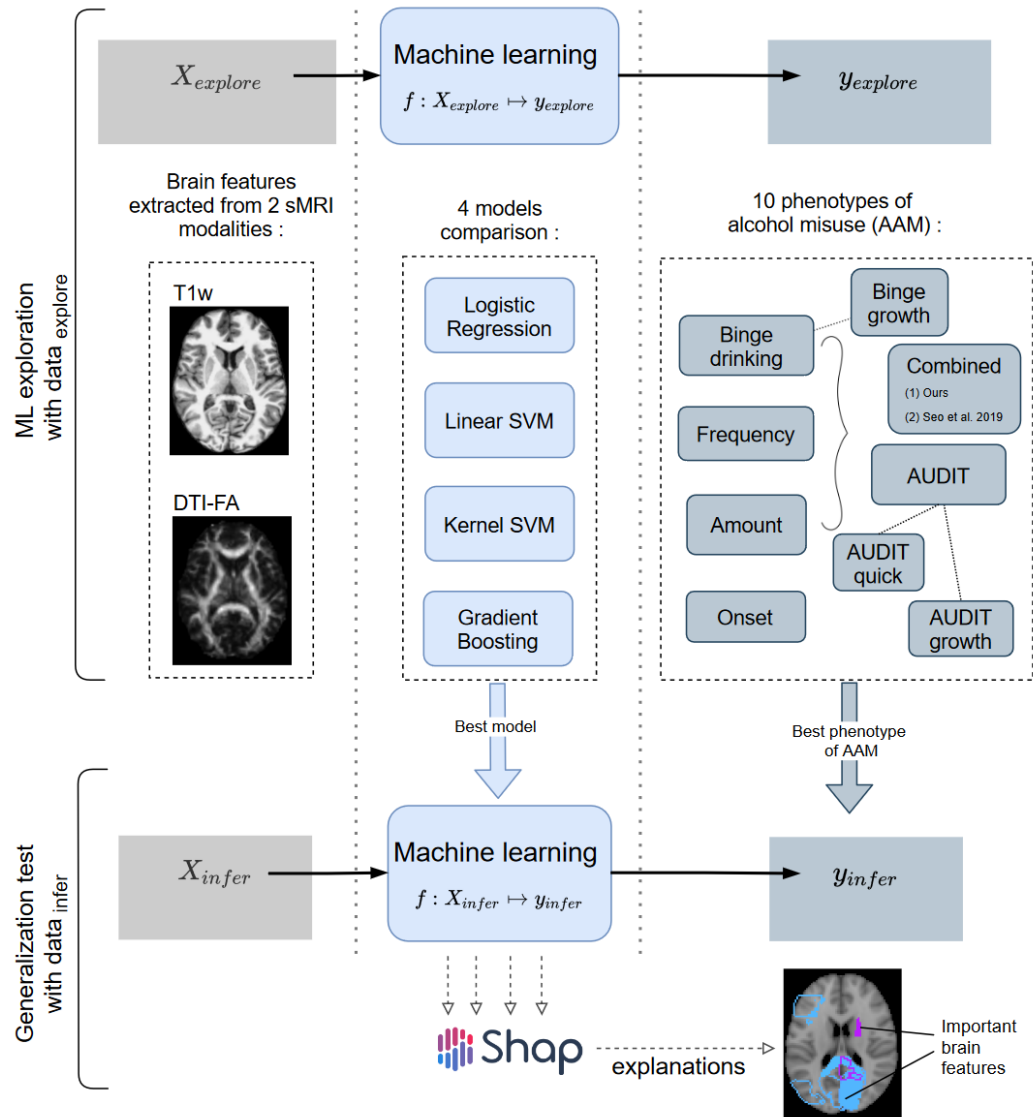 X_explore
Machine learning
f : X_explore ↦ y_explore
y_explore
ML exploration
with data explore
Brain features
extracted from 2 sMRI
modalities :
T1w
DTI-FA
4 models
comparison :
Logistic
Regression
Linear SVM
Kernel SVM
Gradient
Boosting
10 phenotypes of
alcohol misuse (AAM) :
Binge
growth
Binge
drinking
Combined
(1) Ours
(2) Seo et al. 2019
Frequency
AUDIT
Amount
AUDIT
quick
Onset
AUDIT
growth
Best model
Best phenotype
of AAM
Generalization test
with data infer
X_infer
Machine learning
f : X_infer ↦ y_infer
y_infer
Shap
explanations
Important
brain
features